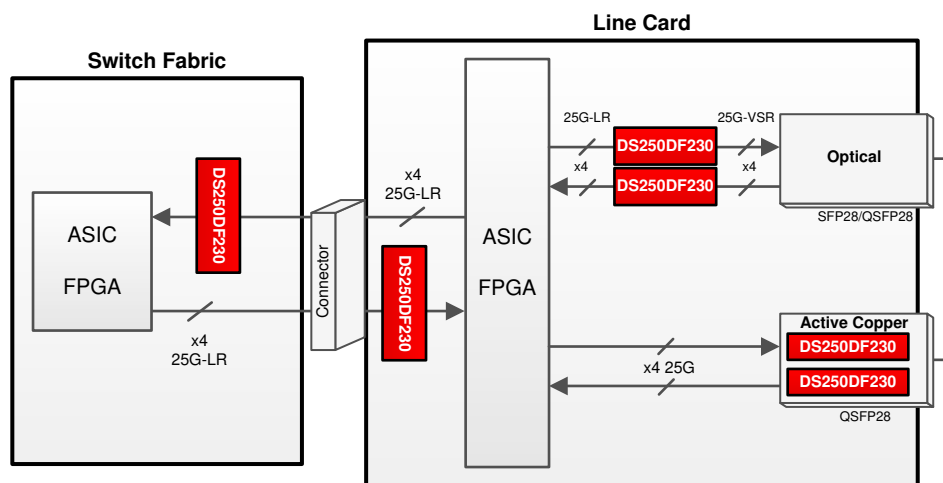 Line Card
Switch Fabric
DS250DF230
ASIC
FPGA
x4
25G-LR
Connector
x4
25G-LR
DS250DF230
ASIC
FPGA
25G-LR
DS250DF230
25G-VSR
x4
DS250DF230
x4
Optical
SFP28/QSFP28
x4 25G
Active Copper
DS250DF230
DS250DF230
QSFP28